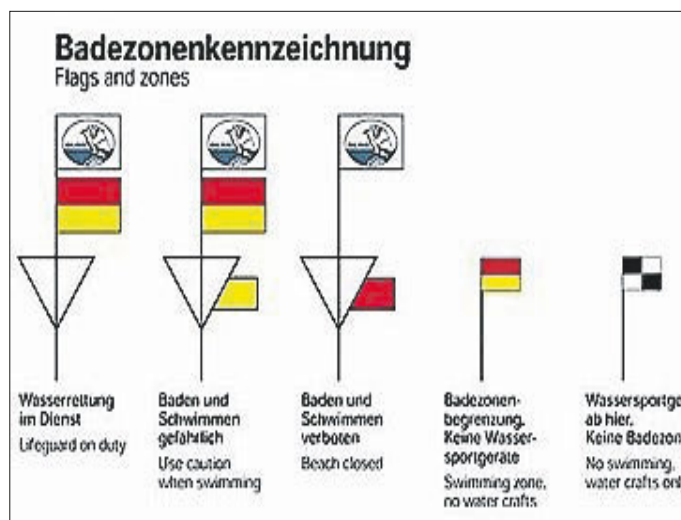 Badezonenkennzeichnung
Flags and zones
Wasserrettung
im Dienst
Lifeguard on duty
Baden und
Schwimmen
gefährlich
Use caution
when swimming
Baden und
Schwimmen
verboten
Beach closed
Badezonen-
begrenzung.
Keine Wasser-
sportgeräte
Swimming zone,
no water crafts
Wassersportge
ab hier.
Keine Badezon
No swimming,
water crafts onl